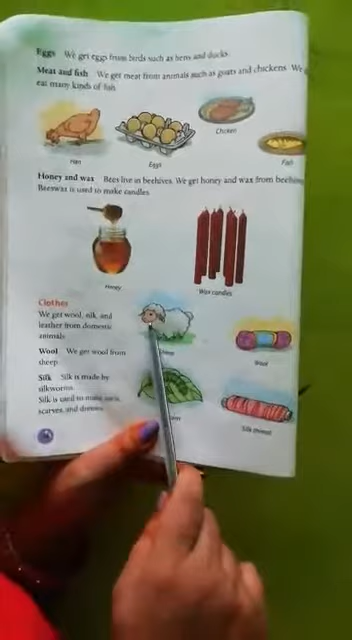 Eggs We get eggs from birds such as hens and ducks.
Meat and fish We get meat from animals such as goats and chickens. We
eat many kinds of fish.
Chicken
Hen
Eggs
Fish
Honey and wax Bees live in beehives. We get honey and wax from beehives
Beeswax is used to make candles.
Honey
Wax candles
Clothes
We get wool, silk, and
leather from domestic
animals.
Wool We get wool from
sheep.
Wool
Silk Silk is made by
silkworms.
Silk is used to make saris,
scarves, and dresses.
Silk thread